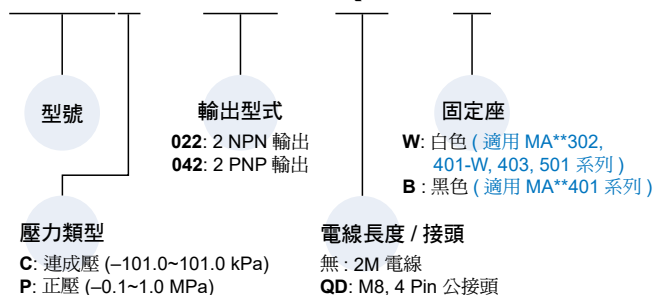 型號
輸出型式
022: 2 NPN 輸出
042: 2 PNP 輸出
固定座
W: 白色 ( 適用 MA**302,
401-W, 403, 501 系列 )
B : 黑色 ( 適用 MA**401 系列 )
壓力類型
C: 連成壓 (–101.0~101.0 kPa)
P: 正壓 (–0.1~1.0 MPa)
電線長度 / 接頭
無 : 2M 電線
QD: M8, 4 Pin 公接頭